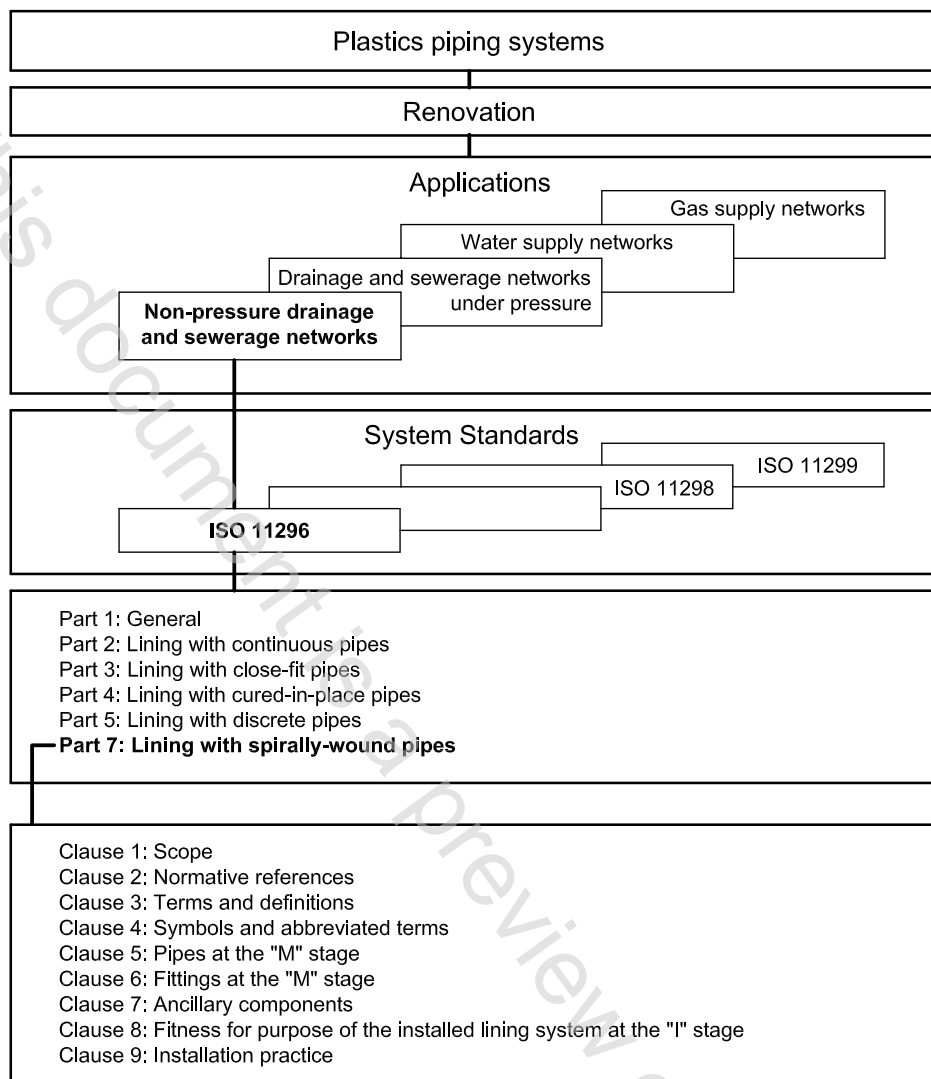 Plastics piping systems
Renovation
Applications
Gas supply networks
Water supply networks
Drainage and sewerage networks
under pressure
Non-pressure drainage
and sewerage networks
System Standards
ISO 11299
ISO 11298
ISO 11296
Part 1: General
Part 2: Lining with continuous pipes
Part 3: Lining with close-fit pipes
Part 4: Lining with cured-in-place pipes
Part 5: Lining with discrete pipes
Part 7: Lining with spirally-wound pipes
Clause 1: Scope
Clause 2: Normative references
Clause 3: Terms and definitions
Clause 4: Symbols and abbreviated terms
Clause 5: Pipes at the "M" stage
Clause 6: Fittings at the "M" stage
Clause 7: Ancillary components
Clause 8: Fitness for purpose of the installed lining system at the "I" stage
Clause 9: Installation practice
this document is a preview